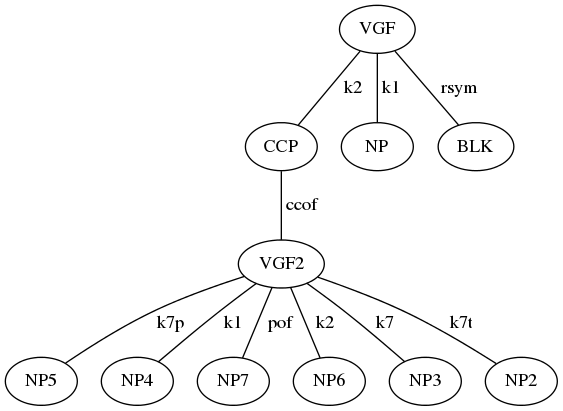 VGF
k2 k1 rsym
CCP NP BLK
ccof
VGF2
k7p k1 pof k2 k7 k7t
NP5 NP4 NP7 NP6 NP3 NP2